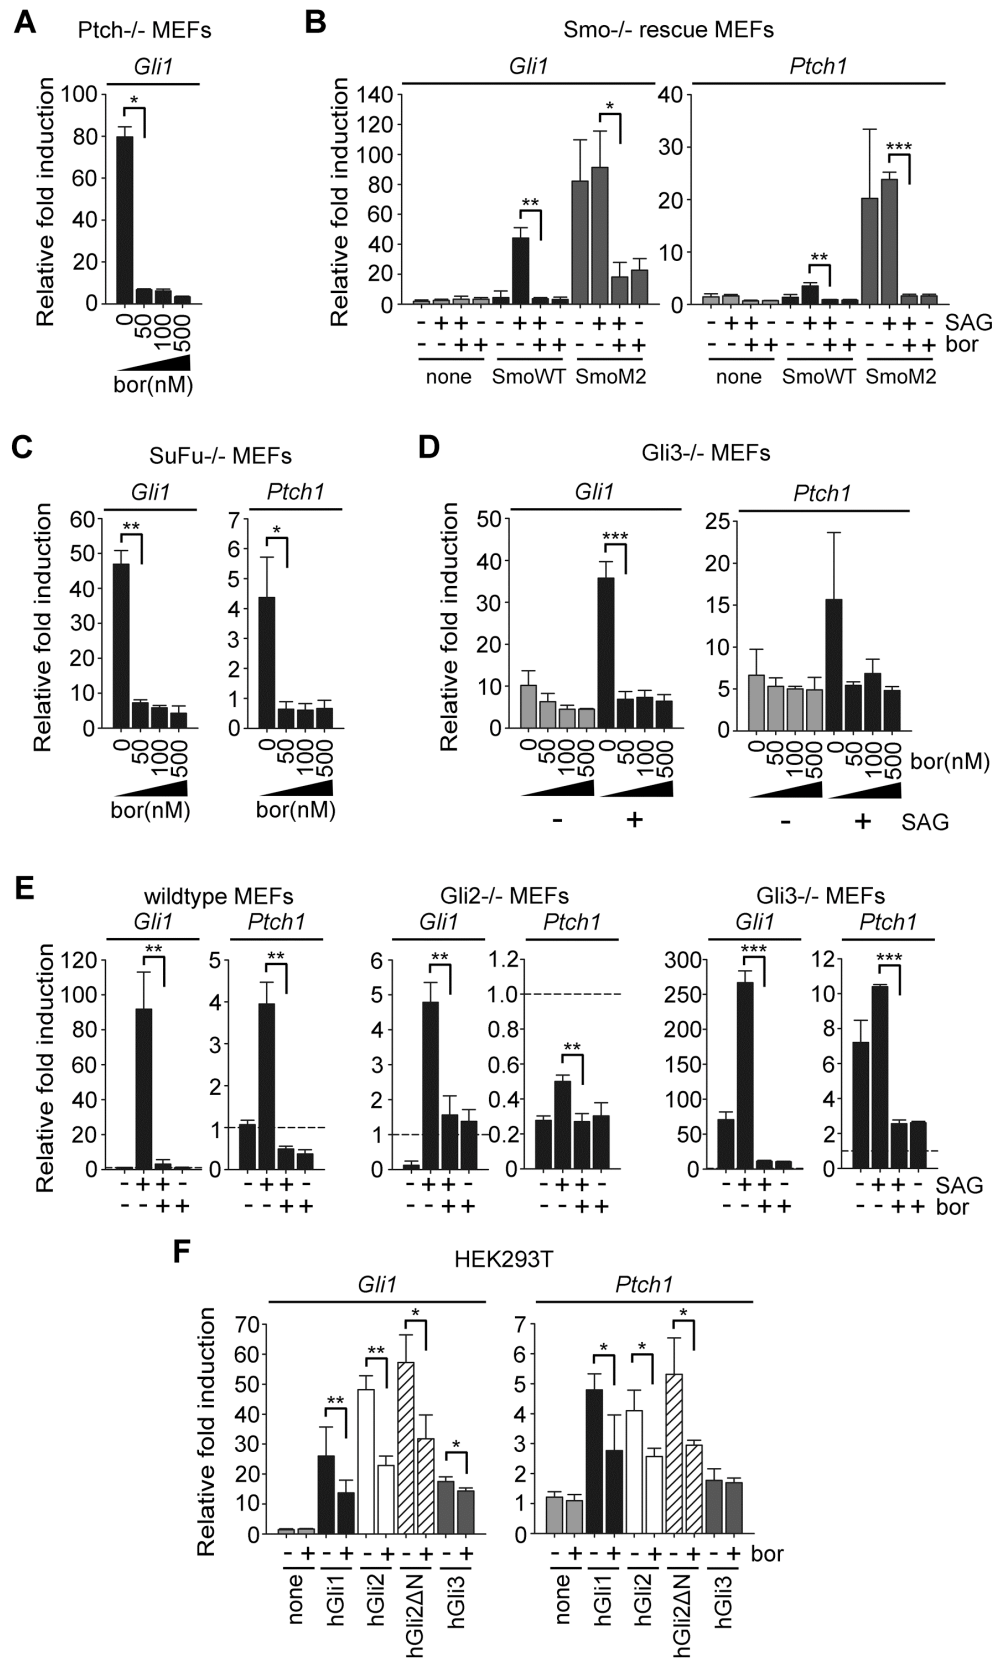 A
Ptch-/- MEFs
Gli1
Relative fold induction
100
80
60
40
20
0
*
0 50 100 500
bor(nM)
B
Smo-/- rescue MEFs
Gli1
Ptch1
Relative fold induction
140
120
100
80
60
40
20
0
** *
40
30
20
10
0
** ***
- + + - - + + - - + + - - + + - - + + - - + + - SAG
- - + + - - + + - - + + - - + + - - + + - - + + bor
none SmoWT SmoM2 none SmoWT SmoM2
C
SuFu-/- MEFs
Gli1
Ptch1
Relative fold induction
60
50
40
30
20
10
0
**
7
6
5
4
3
2
1
0
*
0 50 100 500 0 50 100 500
bor(nM) bor(nM)
D
Gli3-/- MEFs
Gli1
Ptch1
Relative fold induction
50
40
30
20
10
0
***
25
20
15
10
5
0
0 50 100 500 0 50 100 500 0 50 100 500 0 50 100 500 bor(nM)
- + - + SAG
E
wildtype MEFs
Gli1 Ptch1
Gli2-/- MEFs
Gli1 Ptch1
Gli3-/- MEFs
Gli1 Ptch1
Relative fold induction
120
100
80
60
40
20
0
**
5
4
3
2
1
0
**
6
5
4
3
2
1
0
**
1.2
1.0
0.8
0.6
0.4
0.2
0
**
300
250
200
150
100
50
0
***
12
10
8
6
4
2
0
***
- + + - - + + - - + + - - + + - - + + - - + + - SAG
- - + + - - + + - - + + - - + + - - + + - - + + bor
F
HEK293T
Gli1
Ptch1
Relative fold induction
70
60
50
40
30
20
10
0
** ** * *
7
6
5
4
3
2
1
0
* * *
- + - + - + - + - + - + - + - + - + - + bor
none hGli1 hGli2 hGli2ΔN hGli3 none hGli1 hGli2 hGli2ΔN hGli3